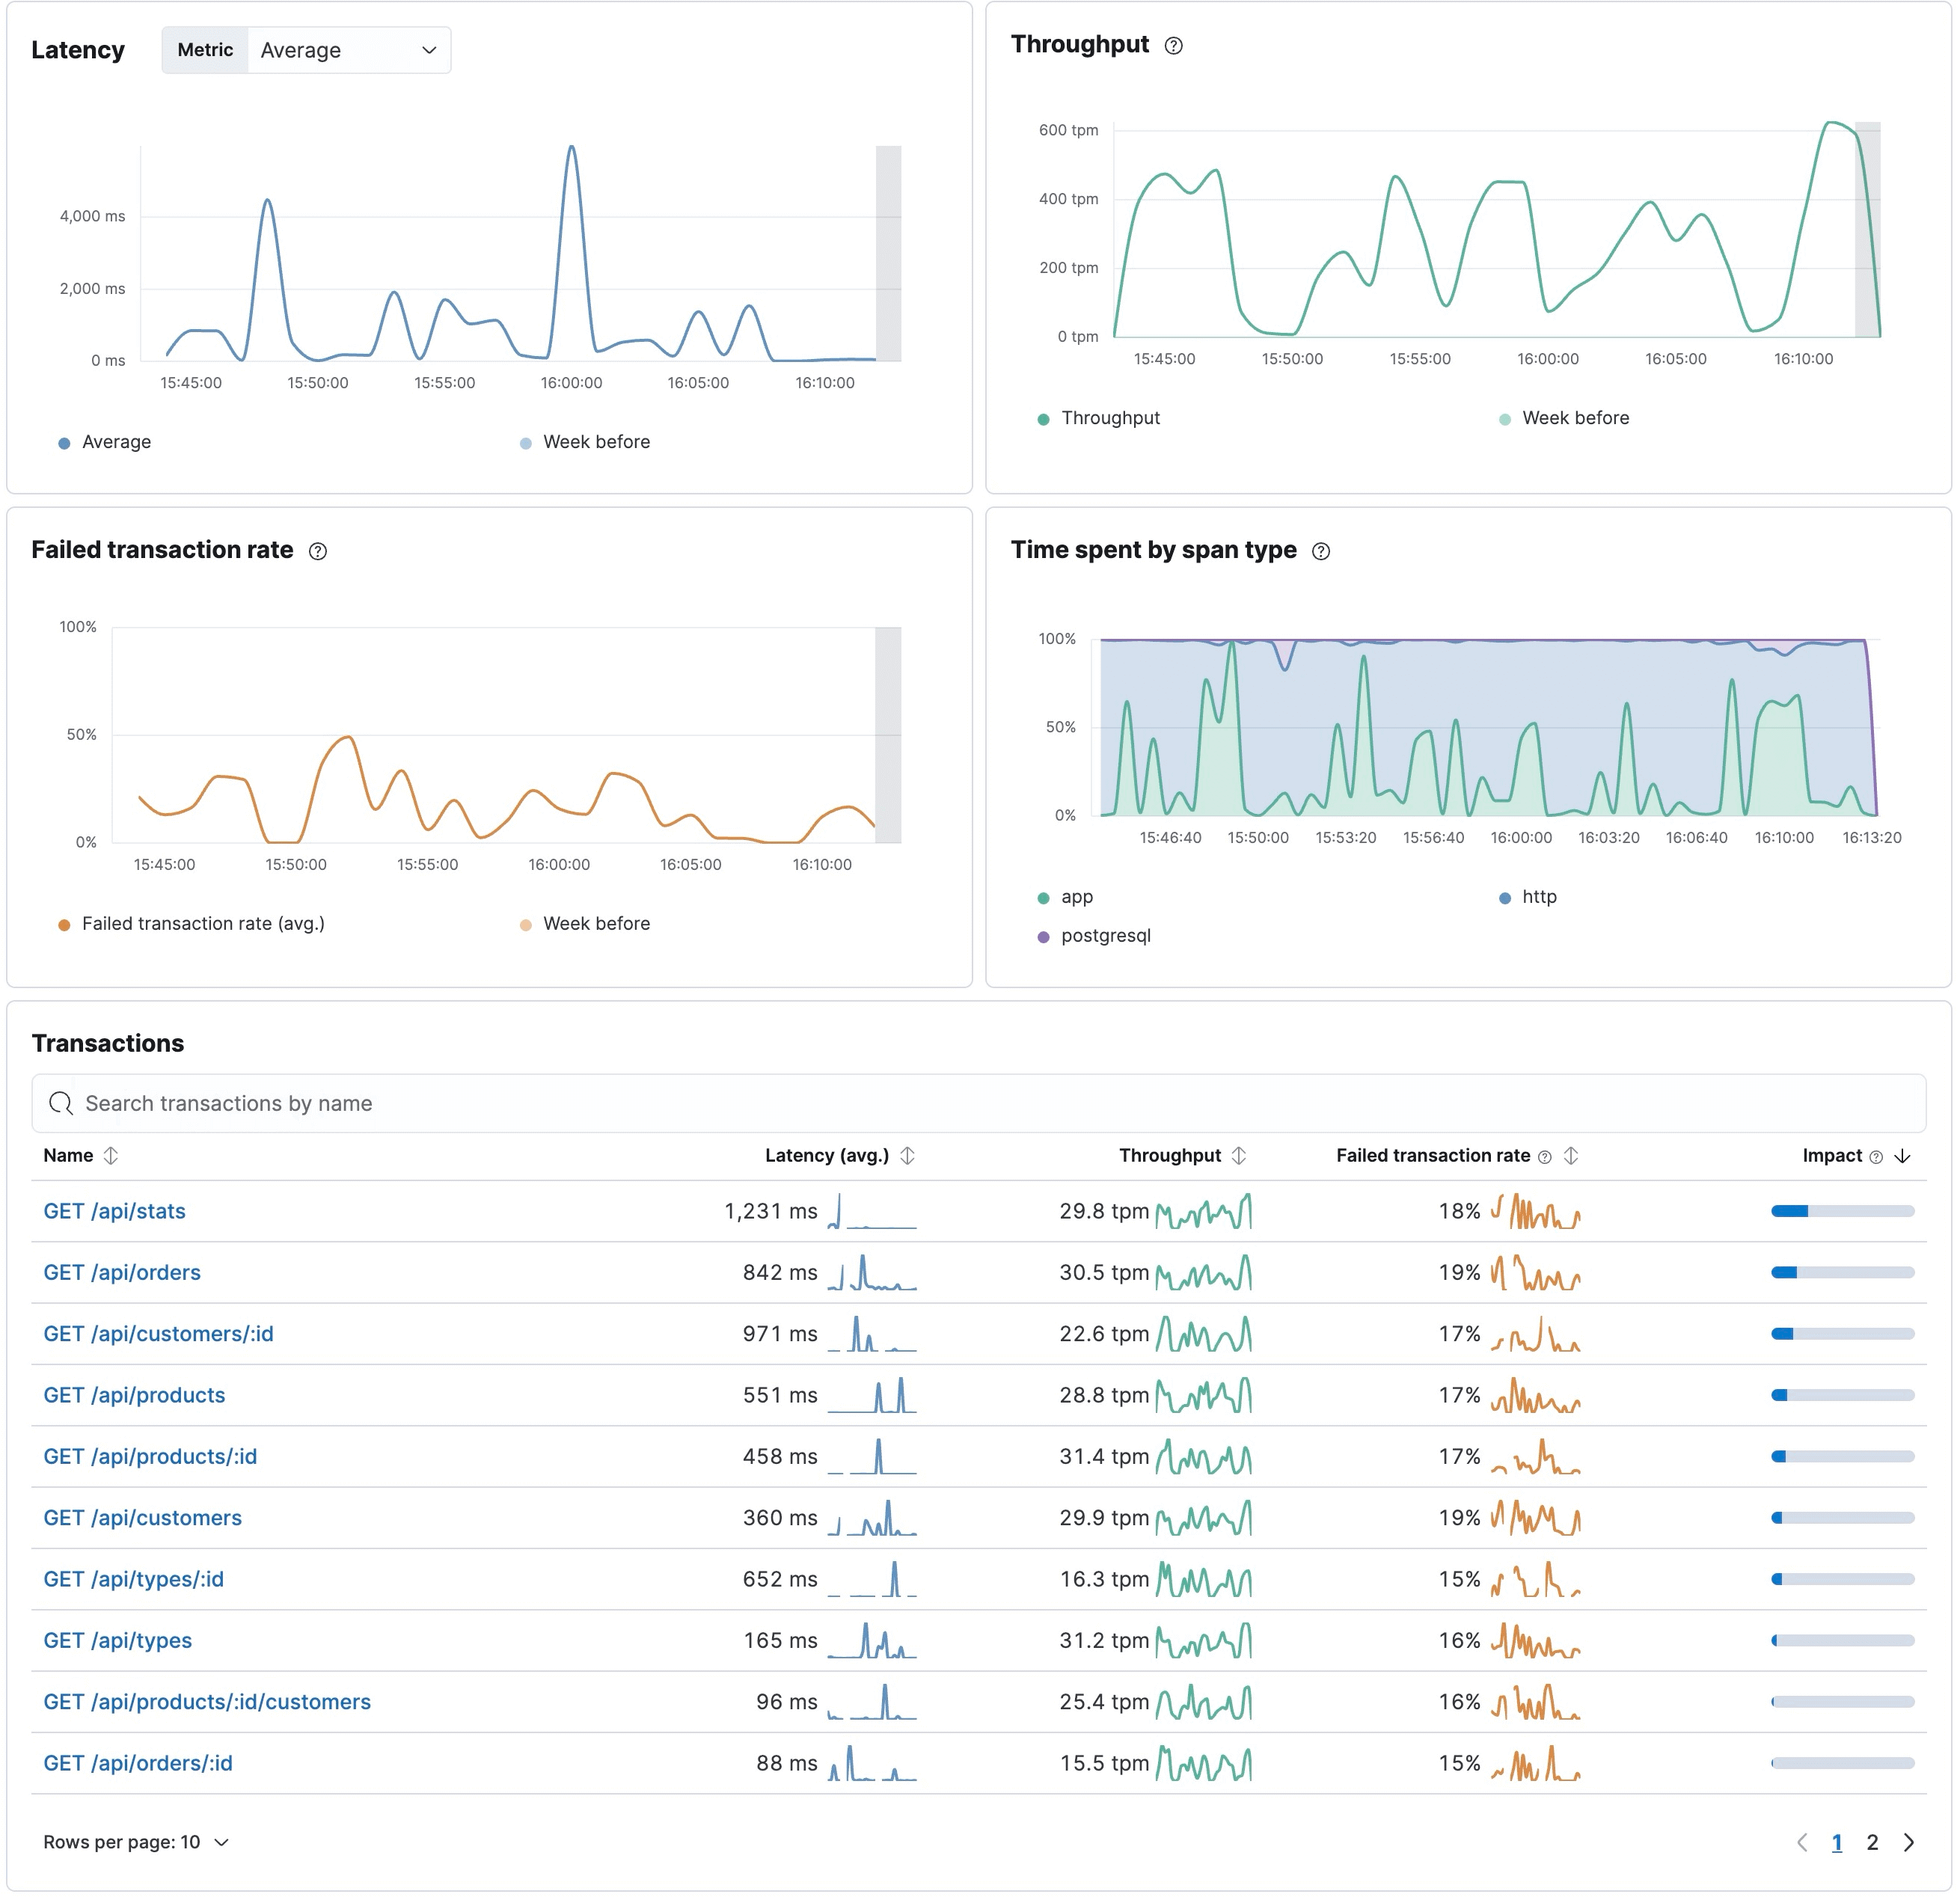 Latency
Metric Average
4,000 ms
2,000 ms
0 ms
15:45:00 15:50:00 15:55:00 16:00:00 16:05:00 16:10:00
Average Week before
Throughput
600 tpm
400 tpm
200 tpm
0 tpm
15:45:00 15:50:00 15:55:00 16:00:00 16:05:00 16:10:00
Throughput Week before
Failed transaction rate
100%
50%
0%
15:45:00 15:50:00 15:55:00 16:00:00 16:05:00 16:10:00
Failed transaction rate (avg.) Week before
Time spent by span type
100%
50%
0%
15:46:40 15:50:00 15:53:20 15:56:40 16:00:00 16:03:20 16:06:40 16:10:00 16:13:20
app http
postgresql
Transactions
Search transactions by name
Name Latency (avg.) Throughput Failed transaction rate Impact
GET /api/stats 1,231 ms 29.8 tpm 18%
GET /api/orders 842 ms 30.5 tpm 19%
GET /api/customers/:id 971 ms 22.6 tpm 17%
GET /api/products 551 ms 28.8 tpm 17%
GET /api/products/:id 458 ms 31.4 tpm 17%
GET /api/customers 360 ms 29.9 tpm 19%
GET /api/types/:id 652 ms 16.3 tpm 15%
GET /api/types 165 ms 31.2 tpm 16%
GET /api/products/:id/customers 96 ms 25.4 tpm 16%
GET /api/orders/:id 88 ms 15.5 tpm 15%
Rows per page: 10 1 2